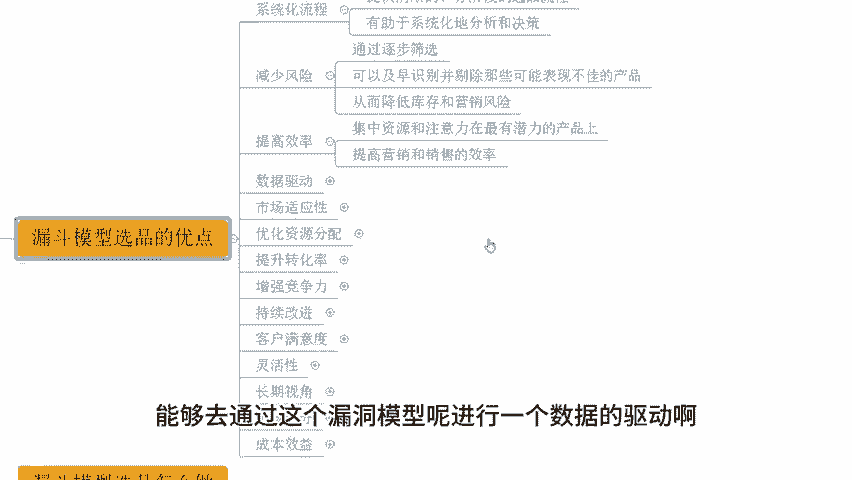 系统化流程
有助于系统化地分析和决策
通过逐步筛选
减少风险
可以及早识别并剔除那些可能表现不佳的产品
从而降低库存和营销风险
集中资源和注意力在最有潜力的产品上
提高效率
提高营销和销售的效率
数据驱动
市场适应性
漏斗模型选品的优点
优化资源分配
提升转化率
增强竞争力
持续改进
客户满意度
灵活性
长期视角
能够去通过这个漏洞模型呢进行一个数据的驱动啊
成本效益